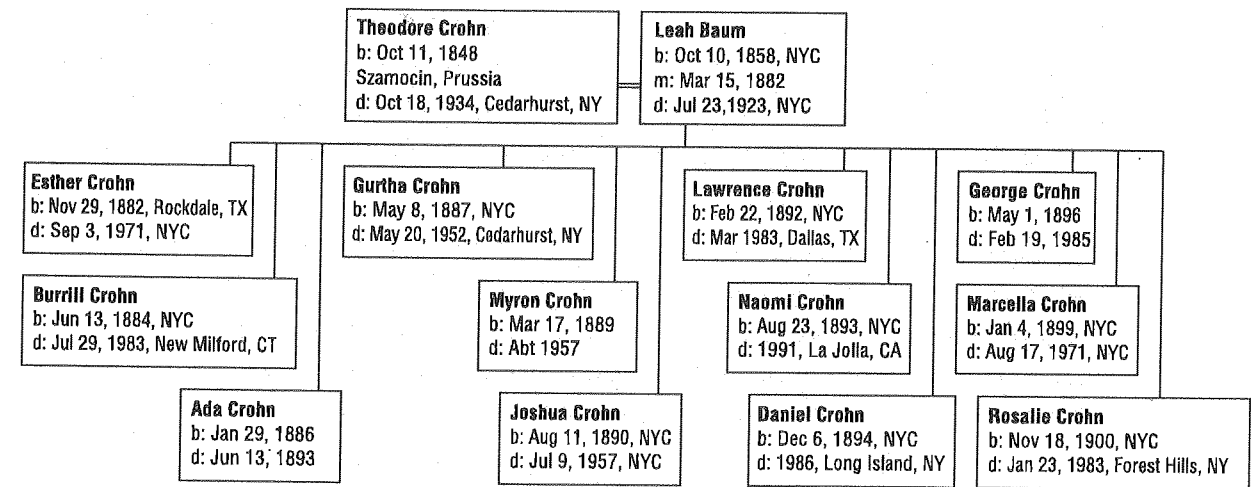 Theodore Crohn
b: Oct 11, 1848
Szamocin, Prussia
d: Oct 18, 1934, Cedarhurst, NY
Leah Baum
b: Oct 10, 1858, NYC
m: Mar 15, 1882
d: Jul 23,1923, NYC
Esther Crohn
b: Nov 29, 1882, Rockdale, TX
d: Sep 3, 1971, NYC
Gurtha Crohn
b: May 8, 1887, NYC
d: May 20, 1952, Cedarhurst, NY
Lawrence Crohn
b: Feb 22, 1892, NYC
d: Mar 1983, Dallas, TX
George Crohn
b: May 1, 1896
d: Feb 19, 1985
Burrill Crohn
b: Jun 13, 1884, NYC
d: Jul 29, 1983, New Milford, CT
Myron Crohn
b: Mar 17, 1889
d: Abt 1957
Naomi Crohn
b: Aug 23, 1893, NYC
d: 1991, La Jolla, CA
Marcella Crohn
b: Jan 4, 1899, NYC
d: Aug 17, 1971, NYC
Ada Crohn
b: Jan 29, 1886
d: Jun 13, 1893
Joshua Crohn
b: Aug 11, 1890, NYC
d: Jul 9, 1957, NYC
Daniel Crohn
b: Dec 6, 1894, NYC
d: 1986, Long Island, NY
Rosalie Crohn
b: Nov 18, 1900, NYC
d: Jan 23, 1983, Forest Hills, NY